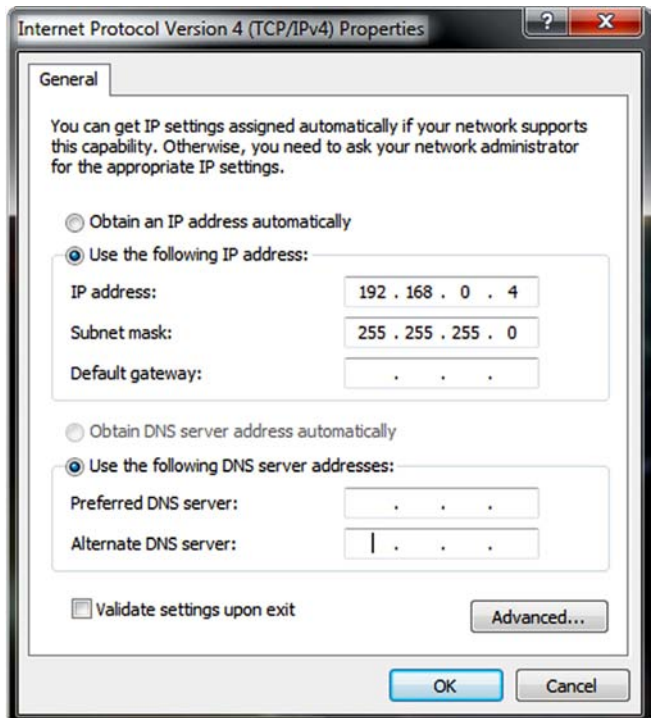 Internet Protocol Version 4 (TCP/IPv4) Properties
?
X
General
You can get IP settings assigned automatically if your network supports
this capability. Otherwise, you need to ask your network administrator
for the appropriate IP settings.
Obtain an IP address automatically
Use the following IP address:
IP address: 192 . 168 . 0 . 4
Subnet mask: 255 . 255 . 255 . 0
Default gateway: . . .
Obtain DNS server address automatically
Use the following DNS server addresses:
Preferred DNS server: . . .
Alternate DNS server: . . .
Validate settings upon exit
Advanced...
OK Cancel